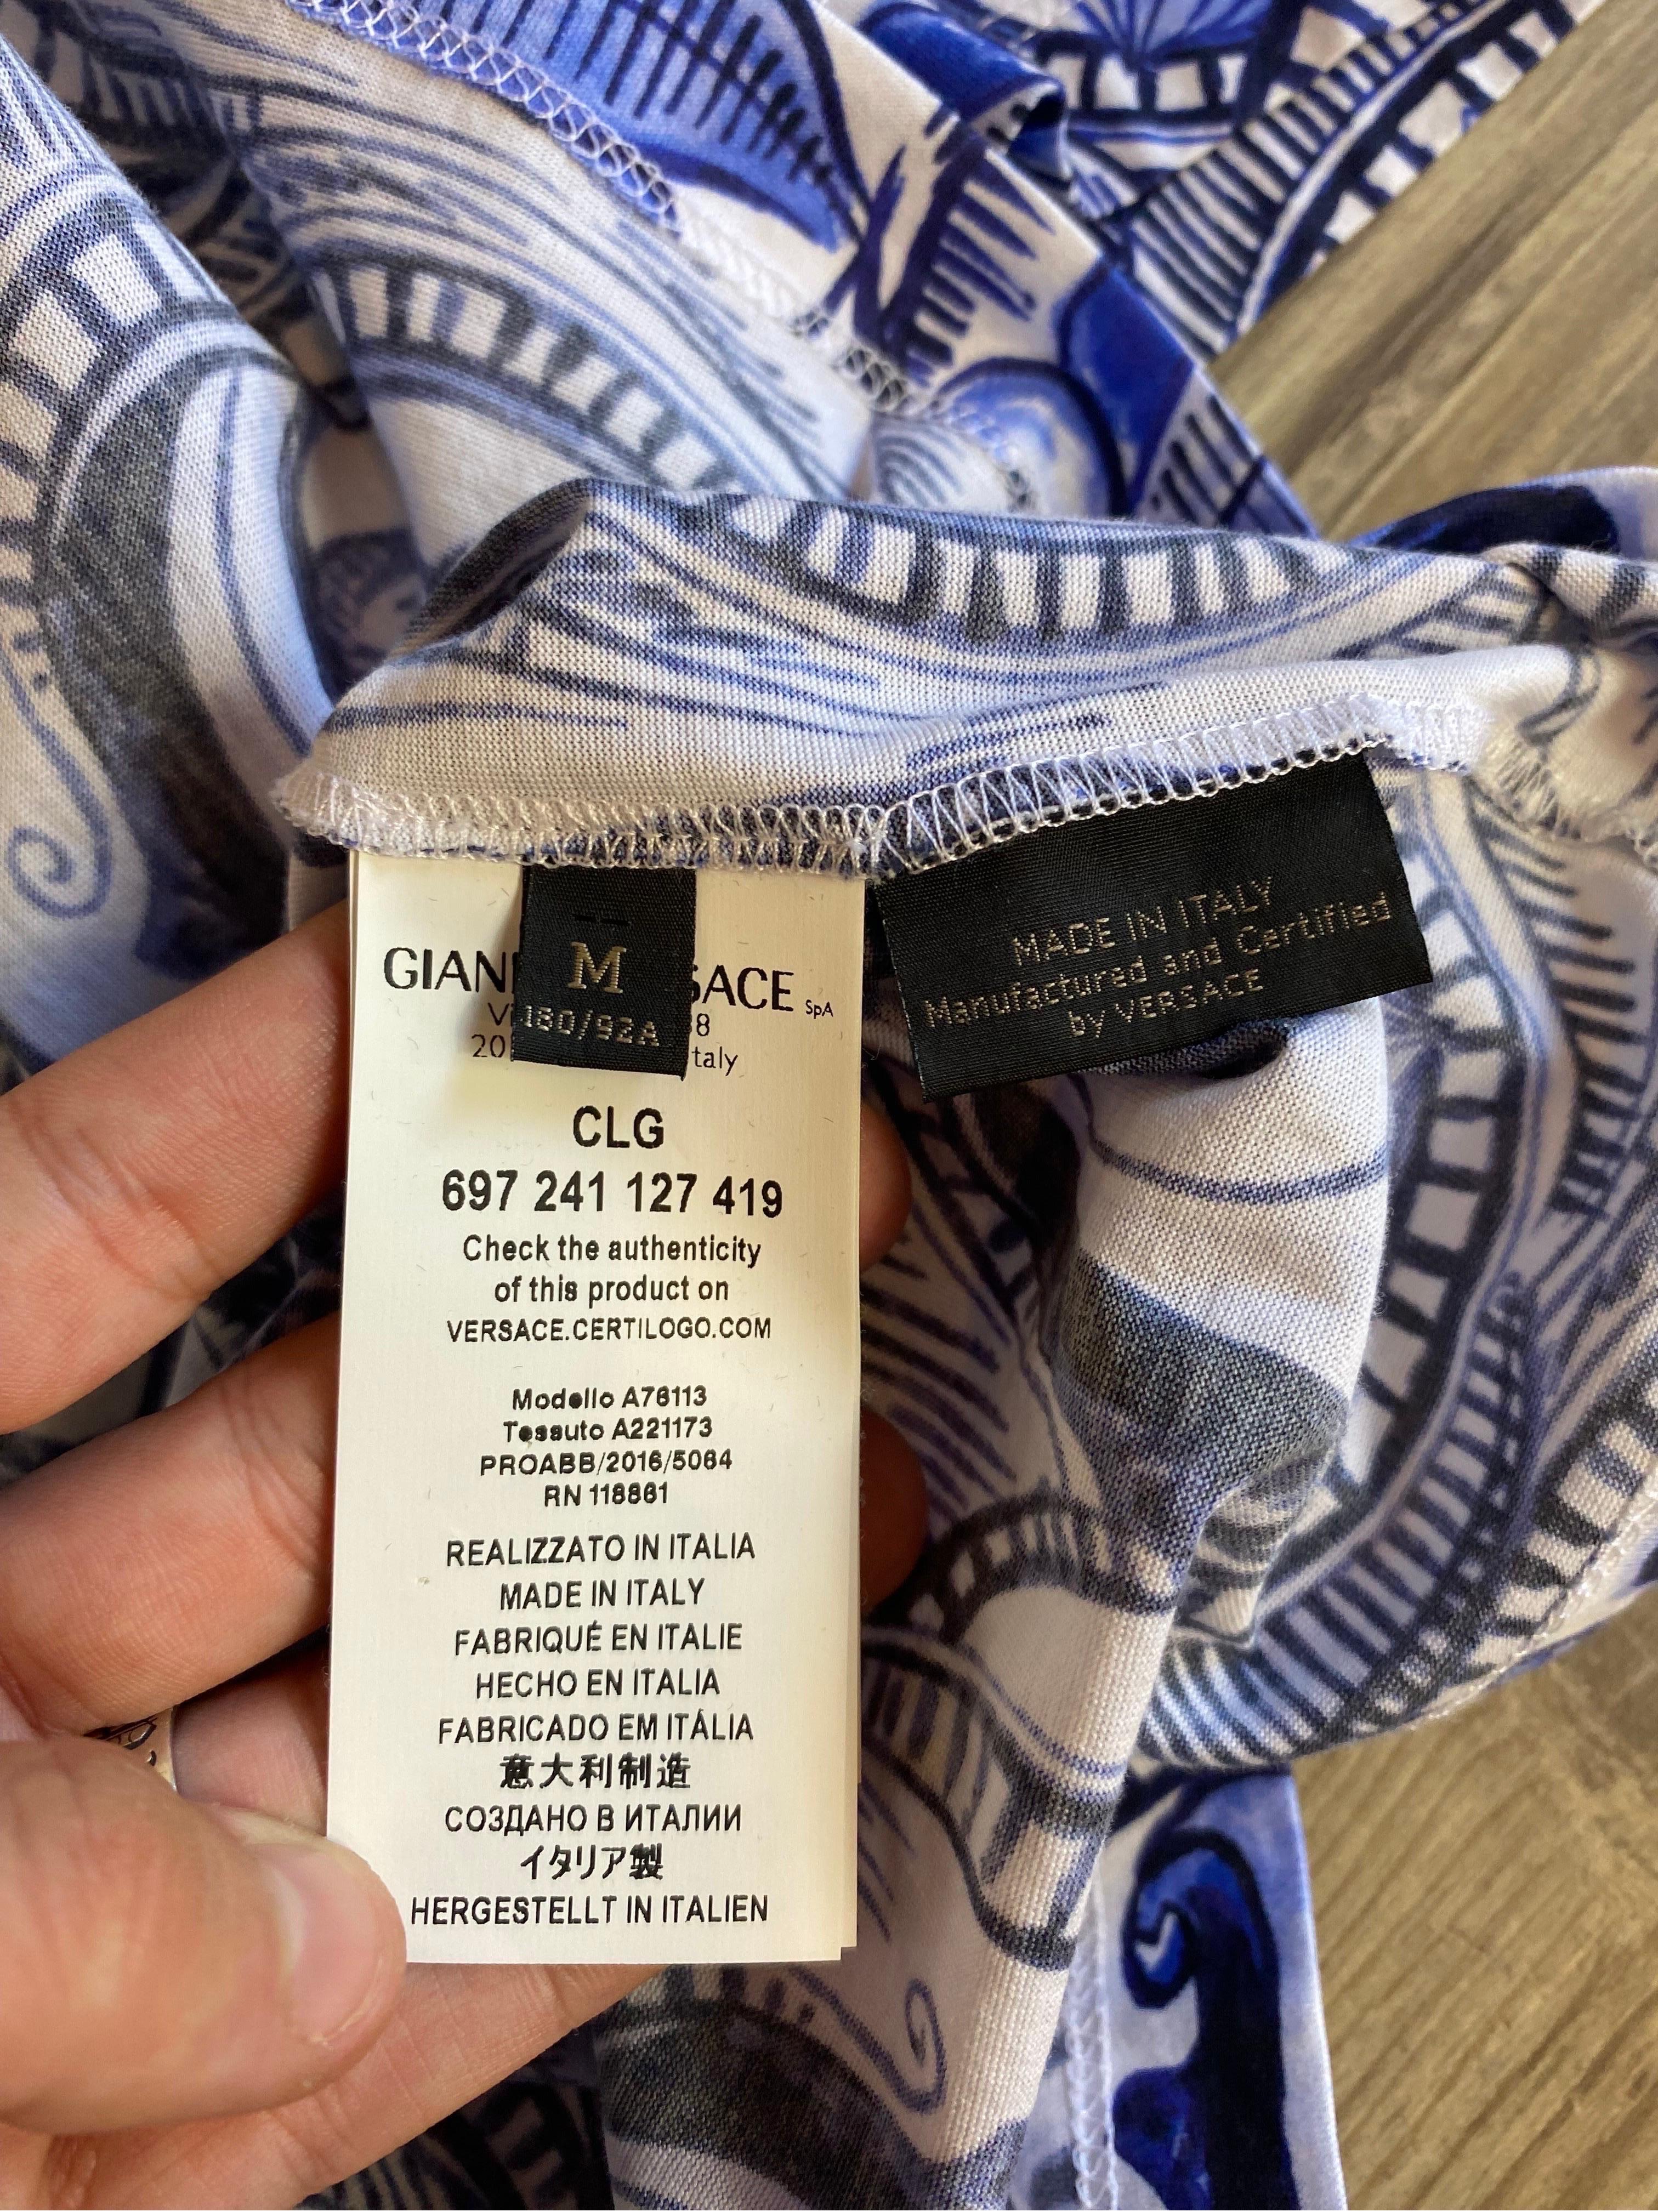 GIAN SACE SpA
M
180/92A
8
20 taly
MADE IN ITALY
Manufactured and Certified
by VERSACE
CLG
697 241 127 419
Check the authenticity
of this product on
VERSACE.CERTILOGO.COM
Modello A76113
Tessuto A221173
PROABB/2016/5064
RN 118861
REALIZZATO IN ITALIA
MADE IN ITALY
FABRIQUÉ EN ITALIE
HECHO EN ITALIA
FABRICADO EM ITÁLIA
意大利制造
СОЗДАНО В ИТАЛИИ
イタリア製
HERGESTELLT IN ITALIEN